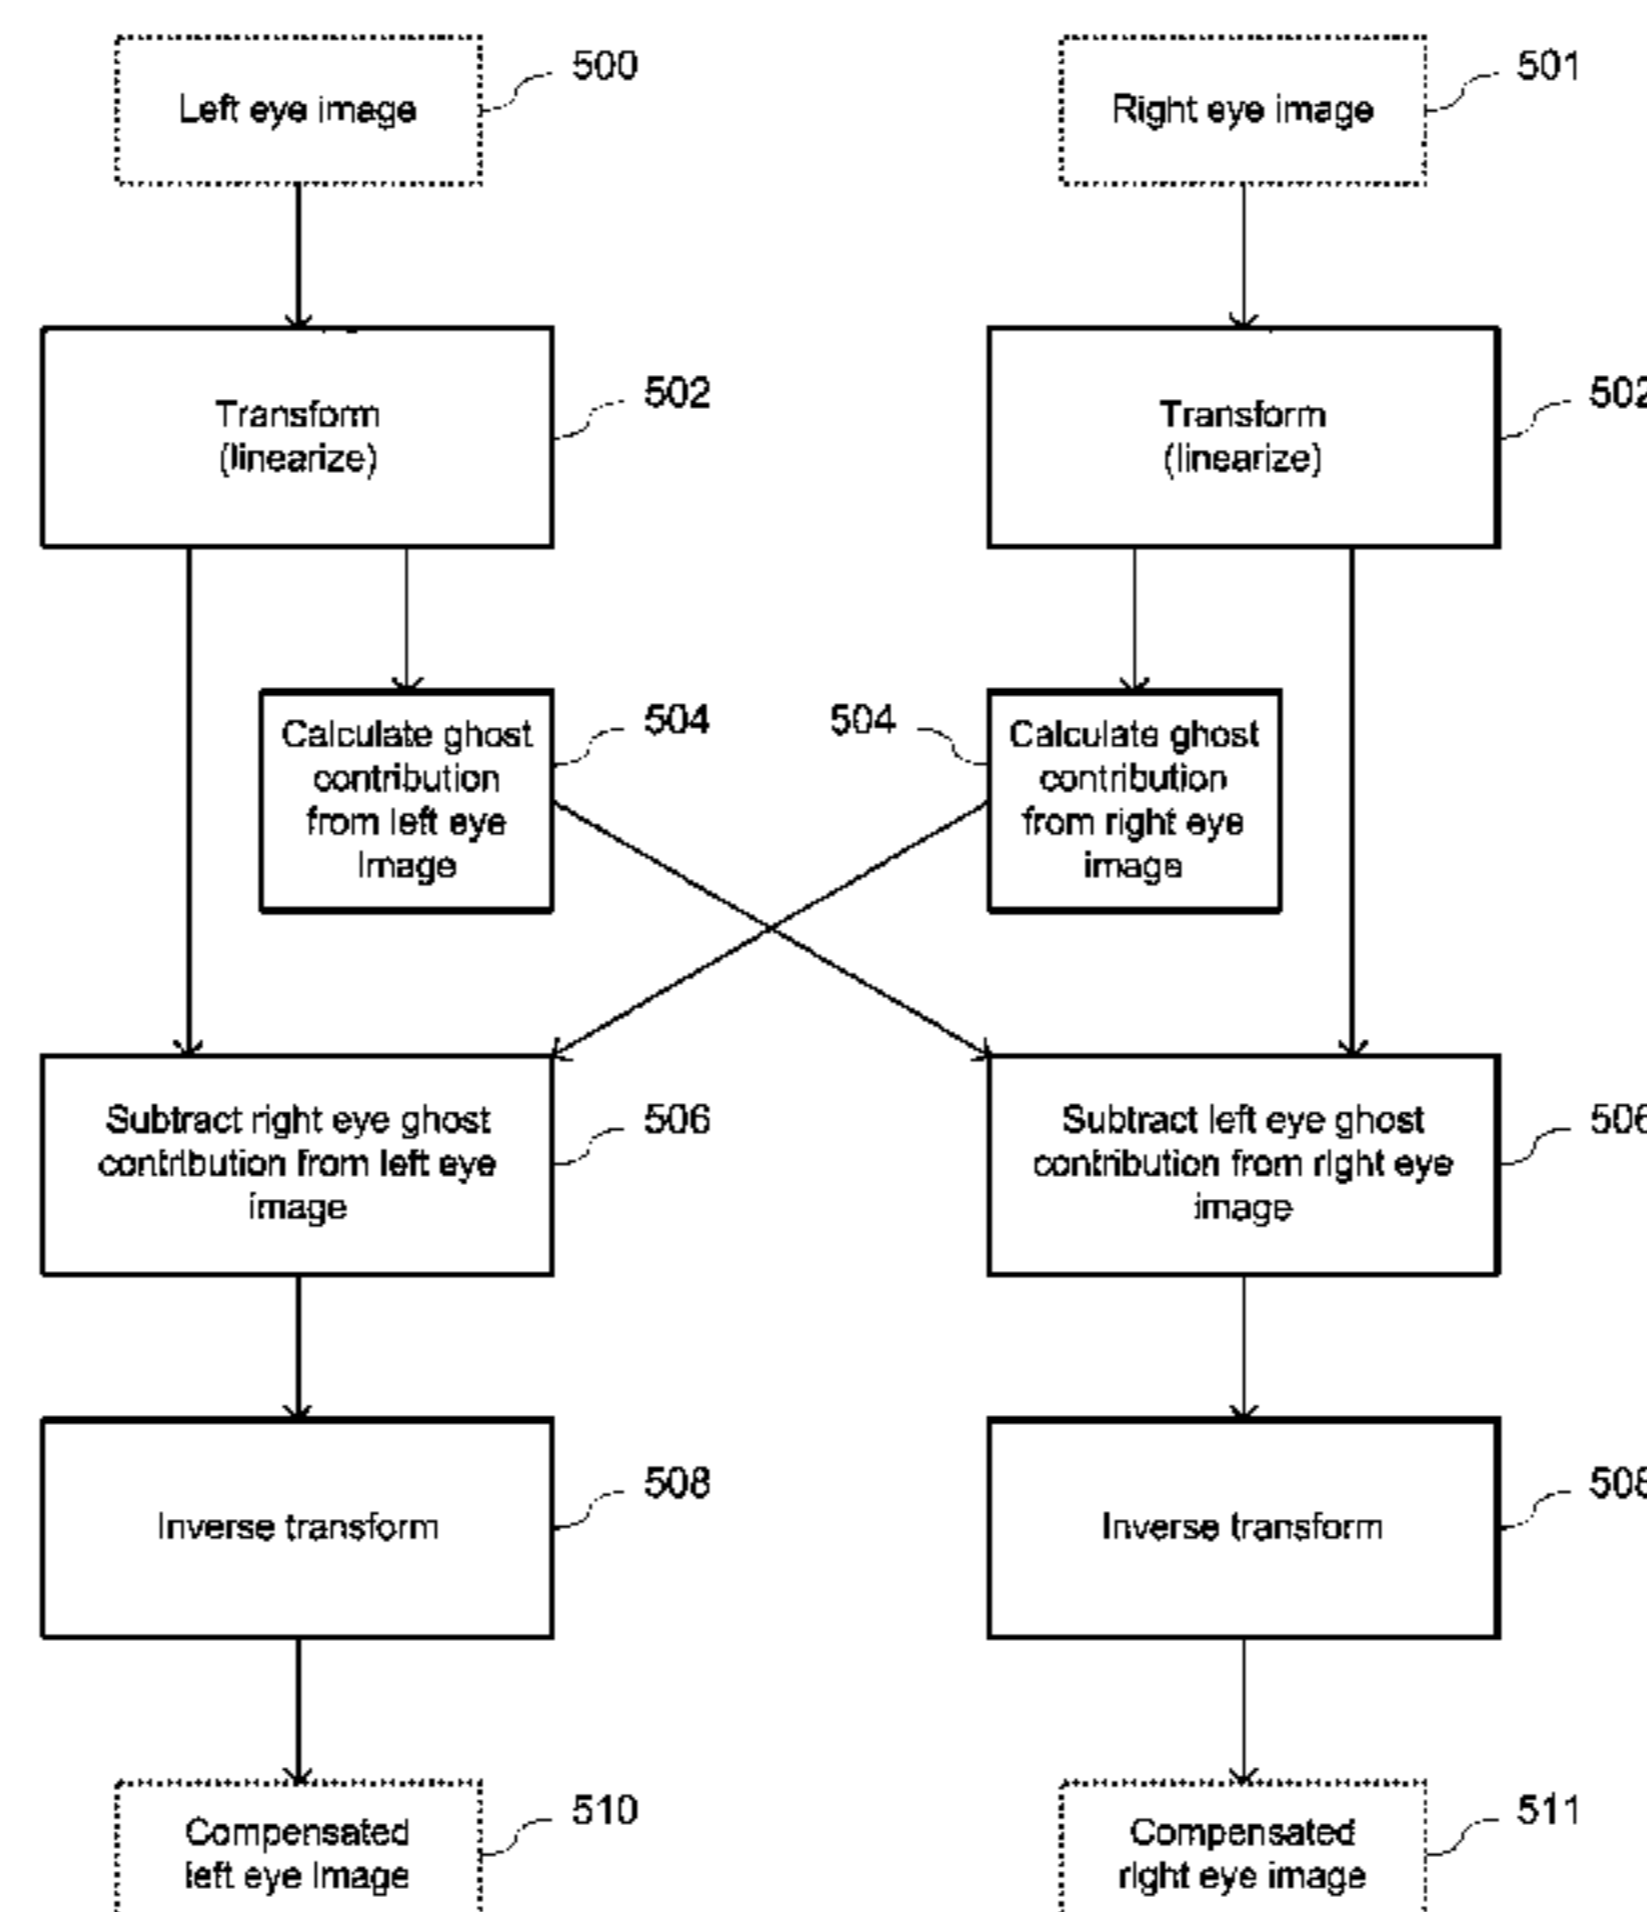 Left eye image
500
Right eye image
501
Transform
(linearize)
502
Transform
(linearize)
502
Calculate ghost
contribution
from left eye
Image
504
504
Calculate ghost
contribution
from right eye
image
Subtract right eye ghost
contribution from left eye
image
506
Subtract left eye ghost
contribution from right eye
image
506
Inverse transform
508
Inverse transform
508
Compensated
left eye Image
510
Compensated
right eye image
511